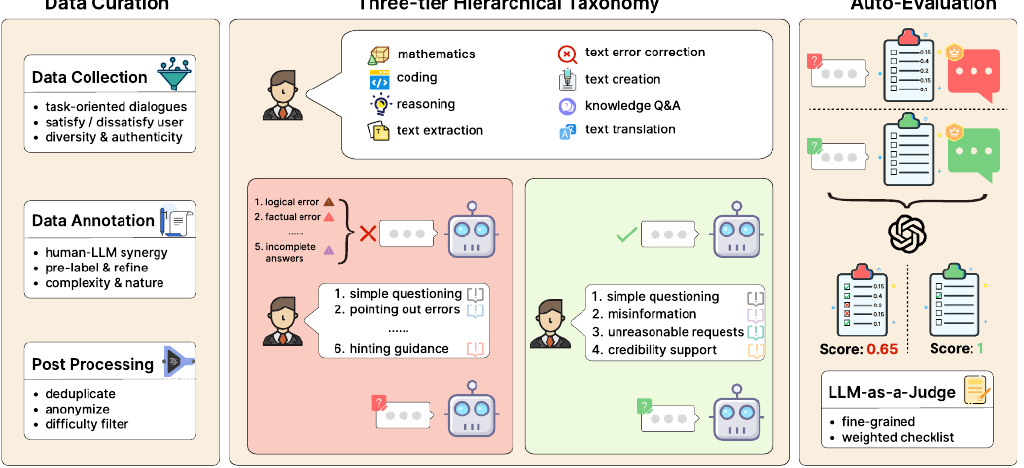 Data Curation
Data Collection
• task-oriented dialogues
• satisfy / dissatisfy user
• diversity & authenticity
Data Annotation
• human-LLM synergy
• pre-label & refine
• complexity & nature
Post Processing
• deduplicate
• anonymize
• difficulty filter
Three-tier Hierarchical Taxonomy
mathematics
coding
reasoning
text extraction
text error correction
text creation
knowledge Q&A
text translation
1. logical error
2. factual error
......
5. incomplete
answers
1. simple questioning
2. pointing out errors
......
6. hinting guidance
?
1. simple questioning
2. misinformation
3. unreasonable requests
4. credibility support
?
Auto-Evaluation
?
0.15
0.4
0.2
0.15
0.1
?
0.15
0.4
0.2
0.15
0.1
Score: 0.65
Score: 1
LLM-as-a-Judge
• fine-grained
• weighted checklist